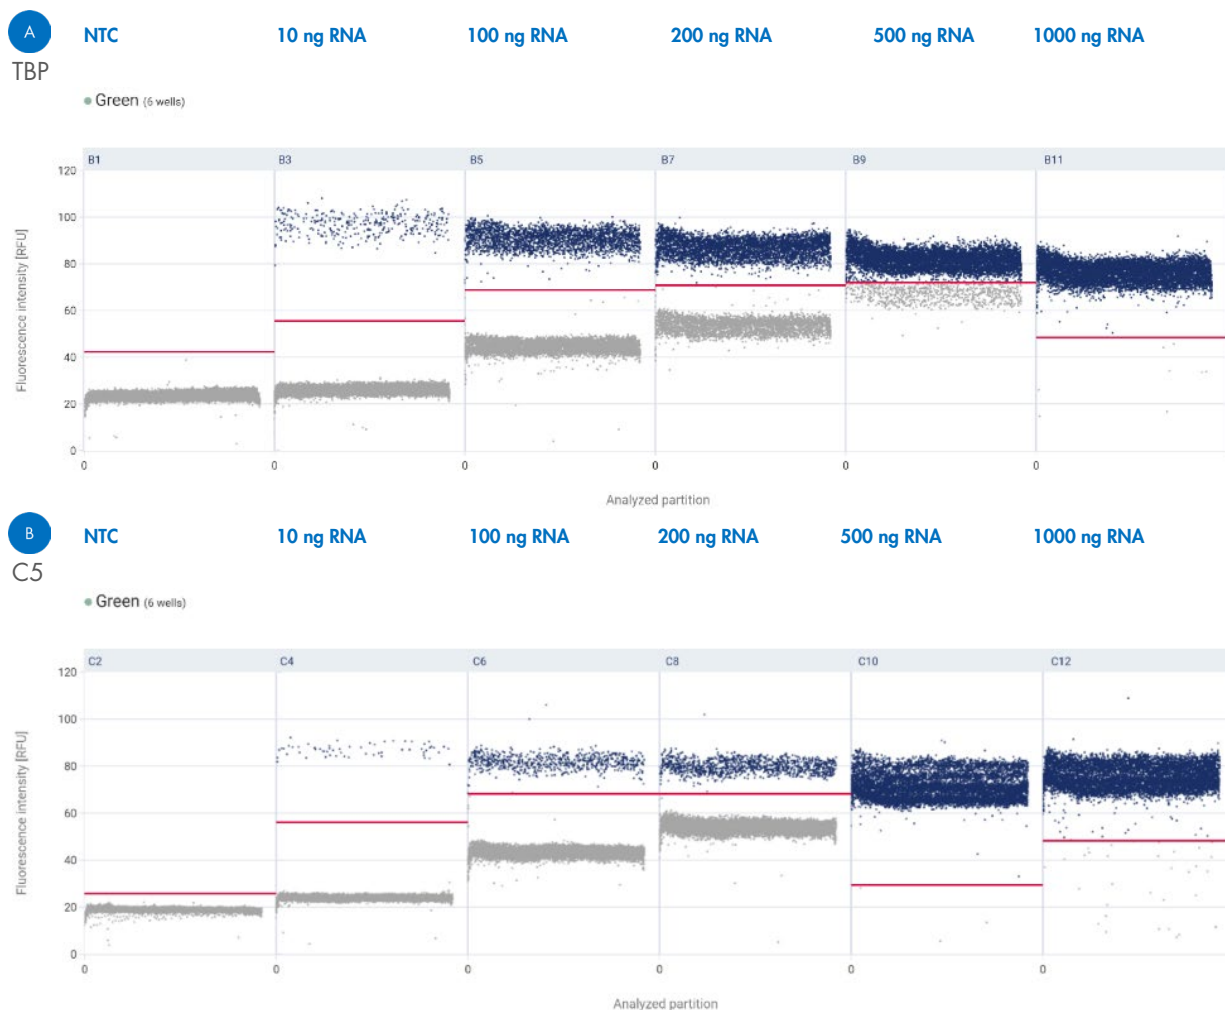 A NTC 10 ng RNA 100 ng RNA 200 ng RNA 500 ng RNA 1000 ng RNA
TBP
Green (6 wells)
B1 B3 B5 B7 B9 B11
120
100
80
60
40
20
0
Fluorescence intensity [RFU]
0 0 0 0 0 0
Analyzed partition
B NTC 10 ng RNA 100 ng RNA 200 ng RNA 500 ng RNA 1000 ng RNA
C5
Green (6 wells)
C2 C4 C6 C8 C10 C12
120
100
80
60
40
20
0
Fluorescence intensity [RFU]
0 0 0 0 0 0
Analyzed partition